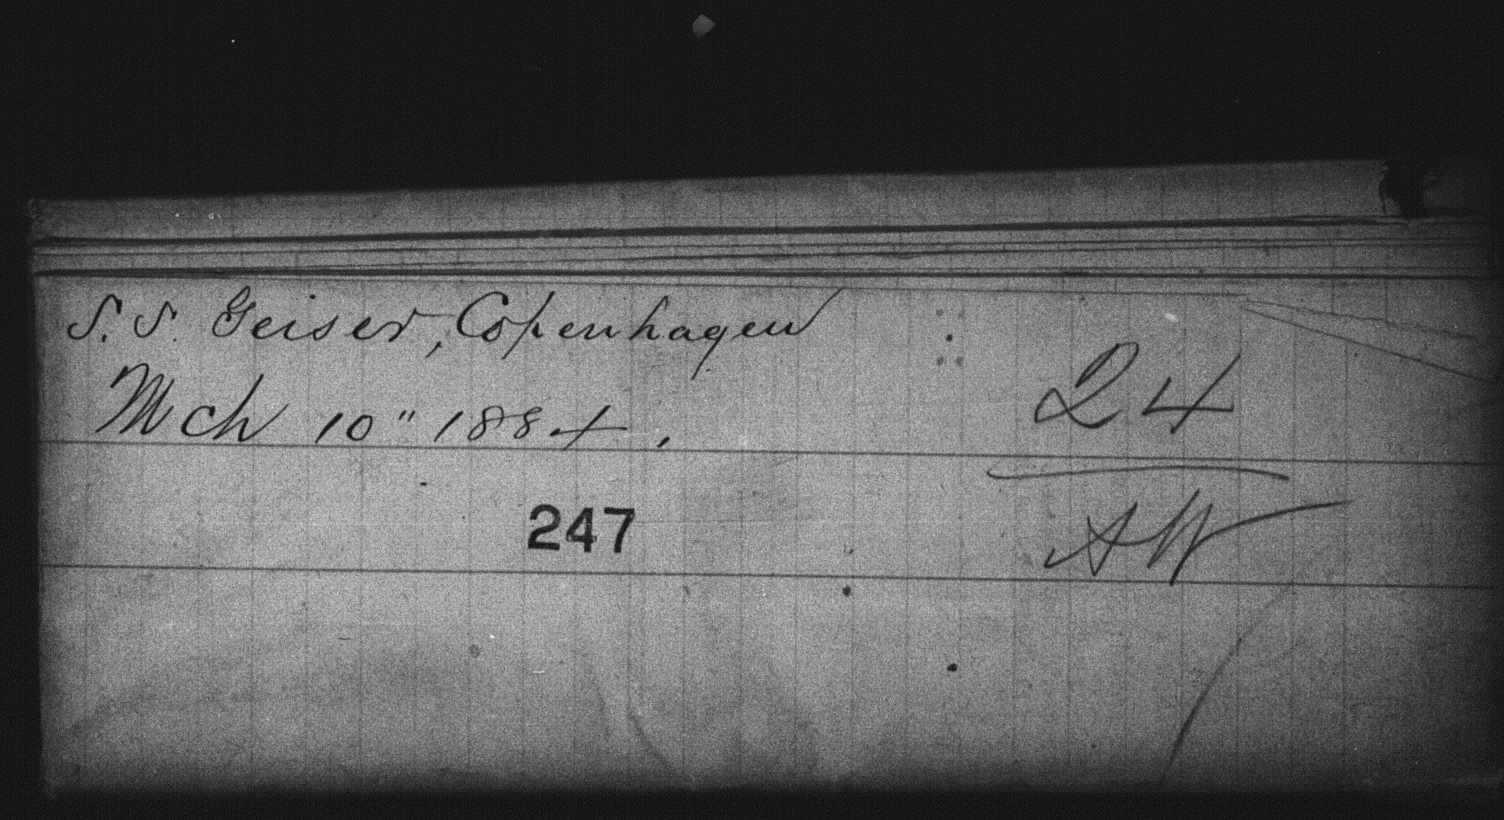 S. S. Geiser, Copenhagen
Mch 10" 1884.
24
247
AW